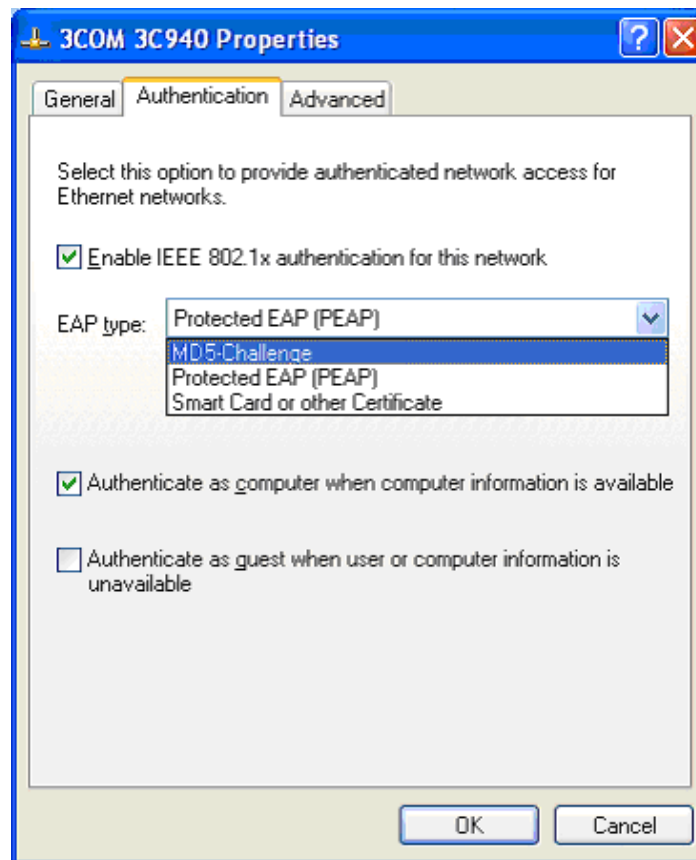 3COM 3C940 Properties
General
Authentication
Advanced
Select this option to provide authenticated network access for
Ethernet networks.
Enable IEEE 802.1x authentication for this network
EAP type:
Protected EAP (PEAP)
MD5-Challenge
Protected EAP (PEAP)
Smart Card or other Certificate
Authenticate as computer when computer information is available
Authenticate as guest when user or computer information is
unavailable
OK
Cancel